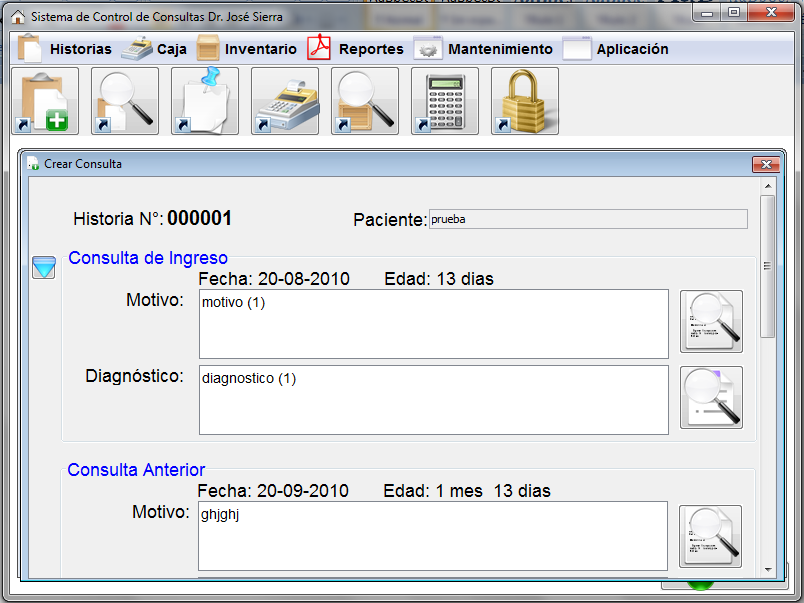 Sistema de Control de Consultas Dr. José Sierra
Historias Caja Inventario Reportes Mantenimiento Aplicación
Crear Consulta
Historia N°: 000001 Paciente: prueba
Consulta de Ingreso
Fecha: 20-08-2010 Edad: 13 dias
Motivo: motivo (1)
Diagnóstico: diagnostico (1)
Consulta Anterior
Fecha: 20-09-2010 Edad: 1 mes 13 dias
Motivo: ghjghj